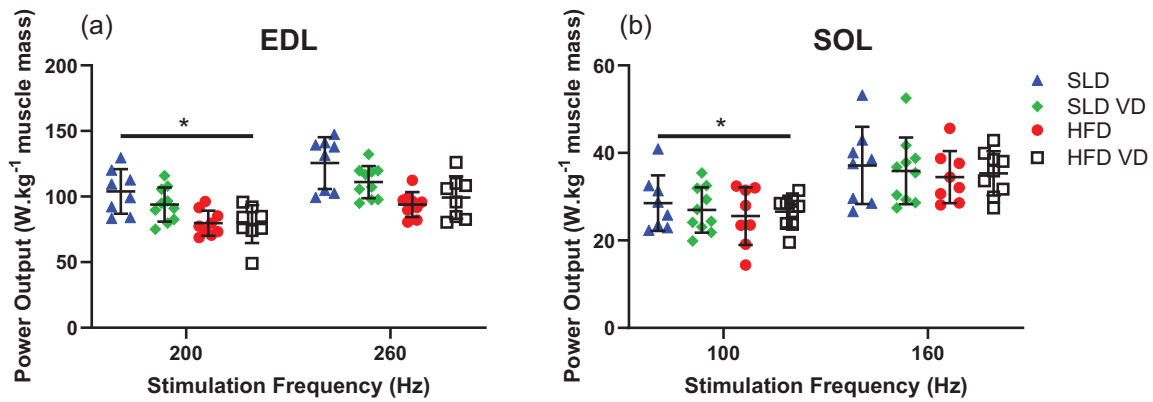 (a)
EDL
Power Output (W.kg-1 muscle mass)
200
150
100
50
0
*
200
260
Stimulation Frequency (Hz)
(b)
SOL
Power Output (W.kg-1 muscle mass)
60
40
20
0
*
100
160
Stimulation Frequency (Hz)
SLD
SLD VD
HFD
HFD VD